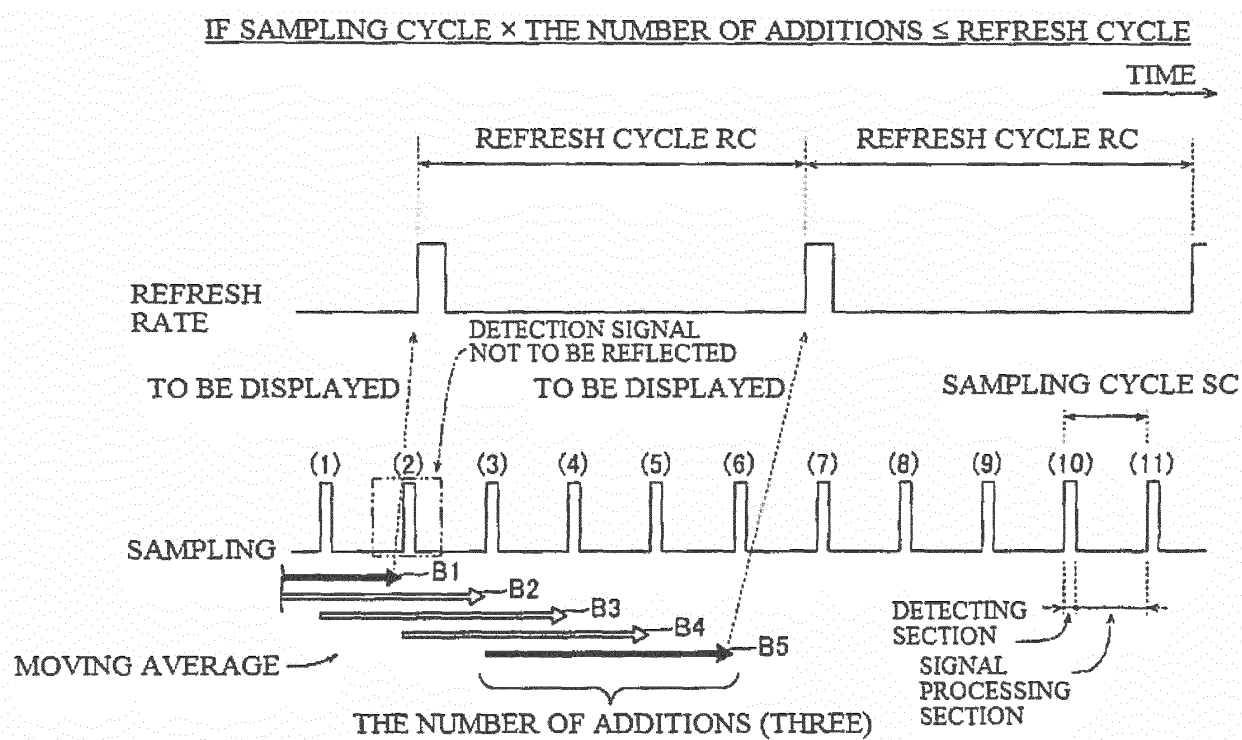 IF SAMPLING CYCLE × THE NUMBER OF ADDITIONS ≤ REFRESH CYCLE
TIME
REFRESH CYCLE RC
REFRESH CYCLE RC
REFRESH
RATE
DETECTION SIGNAL
NOT TO BE REFLECTED
TO BE DISPLAYED
TO BE DISPLAYED
SAMPLING CYCLE SC
(1) (2) (3) (4) (5) (6) (7) (8) (9) (10) (11)
SAMPLING
B1
B2
B3
B4
B5
MOVING AVERAGE
THE NUMBER OF ADDITIONS (THREE)
DETECTING
SECTION
SIGNAL
PROCESSING
SECTION